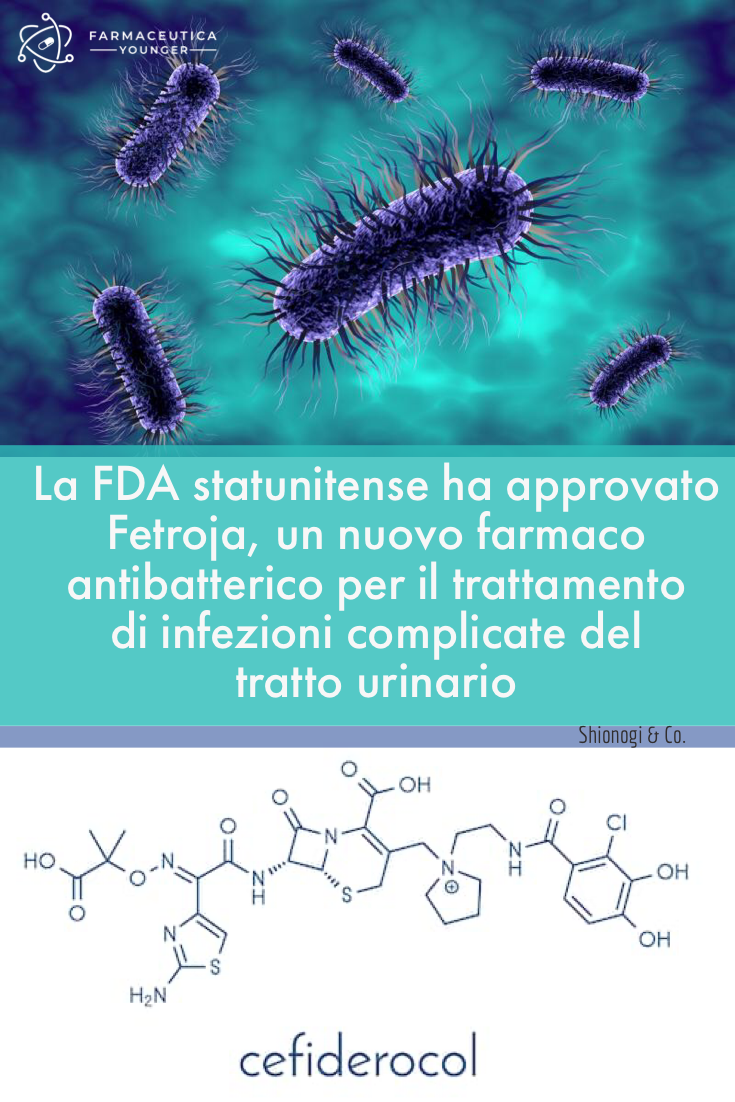 FARMACEUTICA
YOUNGER
La FDA statunitense ha approvato
Fetroja, un nuovo farmaco
antibatterico per il trattamento
di infezioni complicate del
tratto urinario
Shionogi & Co.
O
OH
O
N
O
HO
O
O
N
N
H
S
N
N
H
O
Cl
OH
OH
N
S
H₂N
cefiderocol